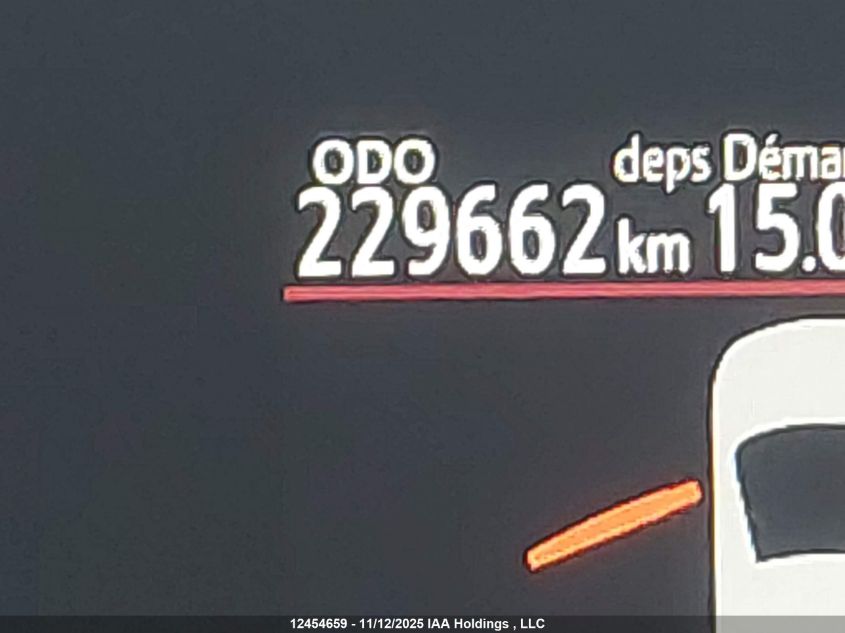 ODO deps Déma
229662 km 15.0
12454659 - 11/12/2025 IAA Holdings , LLC